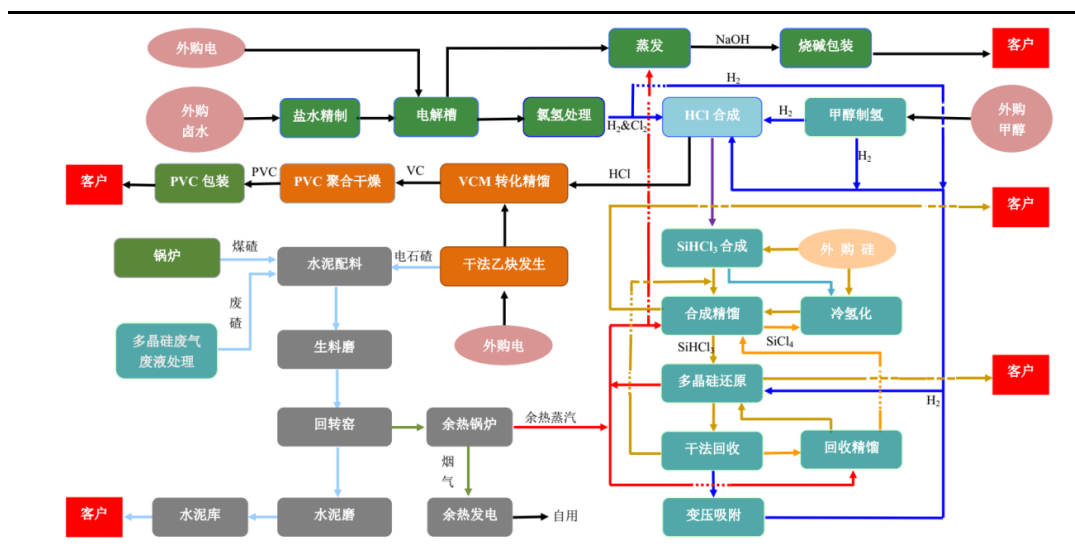 外购电
蒸发
NaOH
烧碱包装
客户
H₂
外购
卤水
盐水精制
电解槽
氯氢处理
H₂&Cl₂
HCl 合成
H₂
甲醇制氢
外购
甲醇
H₂
客户
PVC 包装
PVC
PVC 聚合干燥
VC
VCM 转化精馏
HCl
客户
锅炉
煤碴
水泥配料
电石碴
干法乙炔发生
SiHCl₃ 合成
外 购 硅
废
碴
多晶硅废气
废液处理
生料磨
外购电
合成精馏
冷氢化
SiHCl₃
SiCl₄
多晶硅还原
客户
H₂
回转窑
余热锅炉
余热蒸汽
干法回收
回收精馏
烟
气
客户
水泥库
水泥磨
余热发电
自用
变压吸附